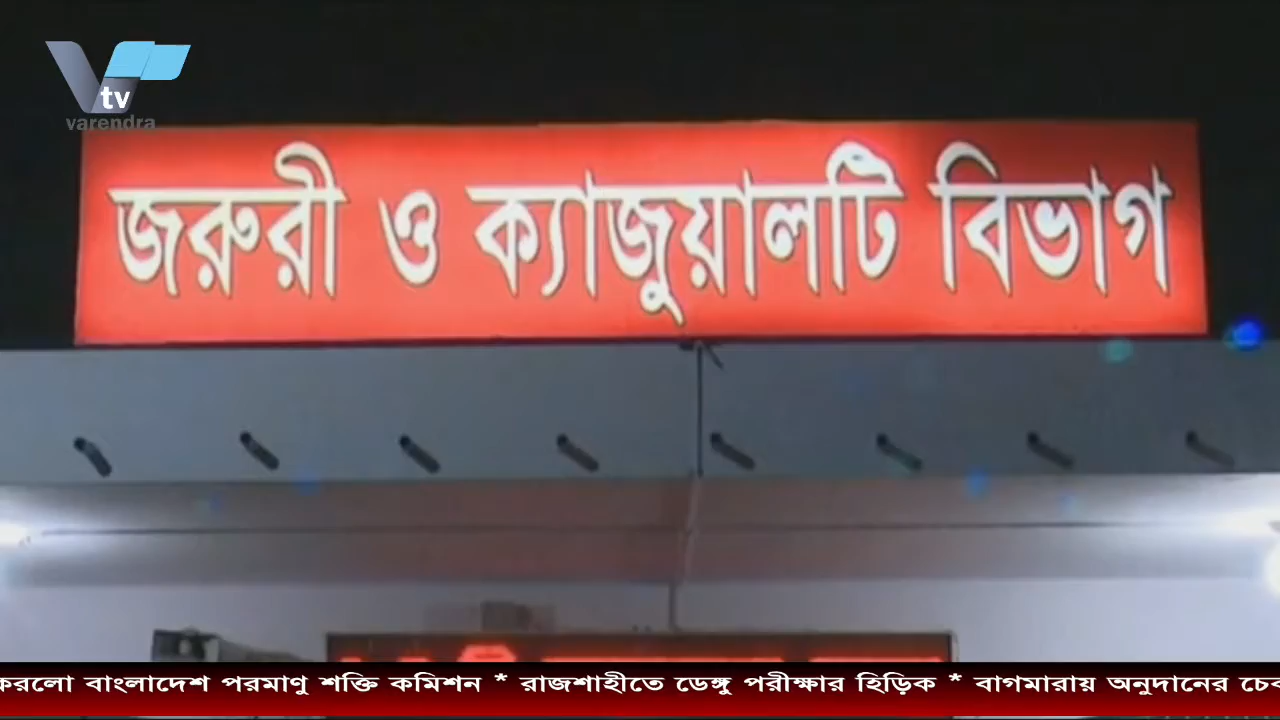 tv
varendra
জরুরী ও ক্যাজুয়ালটি বিভাগ
করলো বাংলাদেশ পরমাণু শক্তি কমিশন * রাজশাহীতে ডেঙ্গু পরীক্ষার হিড়িক * বাগমারায় অনুদানের